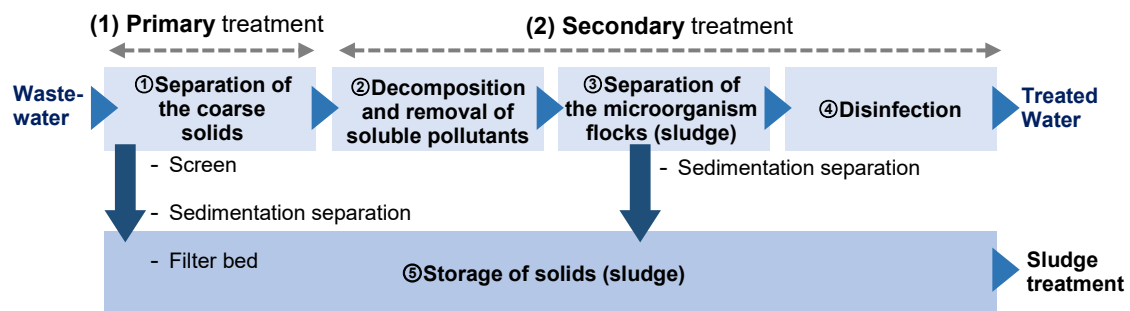 (1) Primary treatment
(2) Secondary treatment
Waste-
water
①Separation of
the coarse
solids
②Decomposition
and removal of
soluble pollutants
③Separation of
the microorganism
flocks (sludge)
④Disinfection
Treated
Water
- Screen
- Sedimentation separation
- Filter bed
- Sedimentation separation
⑤Storage of solids (sludge)
Sludge
treatment